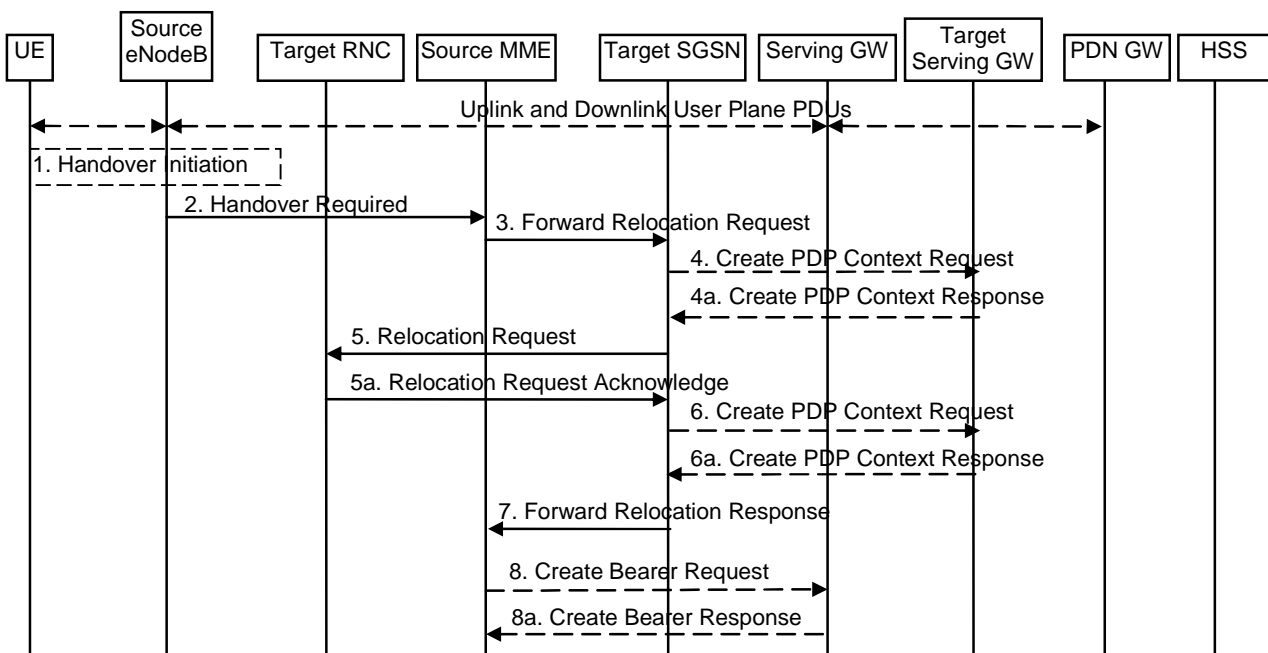 UE
Source
eNodeB
Target RNC
Source MME
Target SGSN
Serving GW
Target
Serving GW
PDN GW
HSS
Uplink and Downlink User Plane PDUs
1. Handover Initiation
2. Handover Required
3. Forward Relocation Request
4. Create PDP Context Request
4a. Create PDP Context Response
5. Relocation Request
5a. Relocation Request Acknowledge
6. Create PDP Context Request
6a. Create PDP Context Response
7. Forward Relocation Response
8. Create Bearer Request
8a. Create Bearer Response